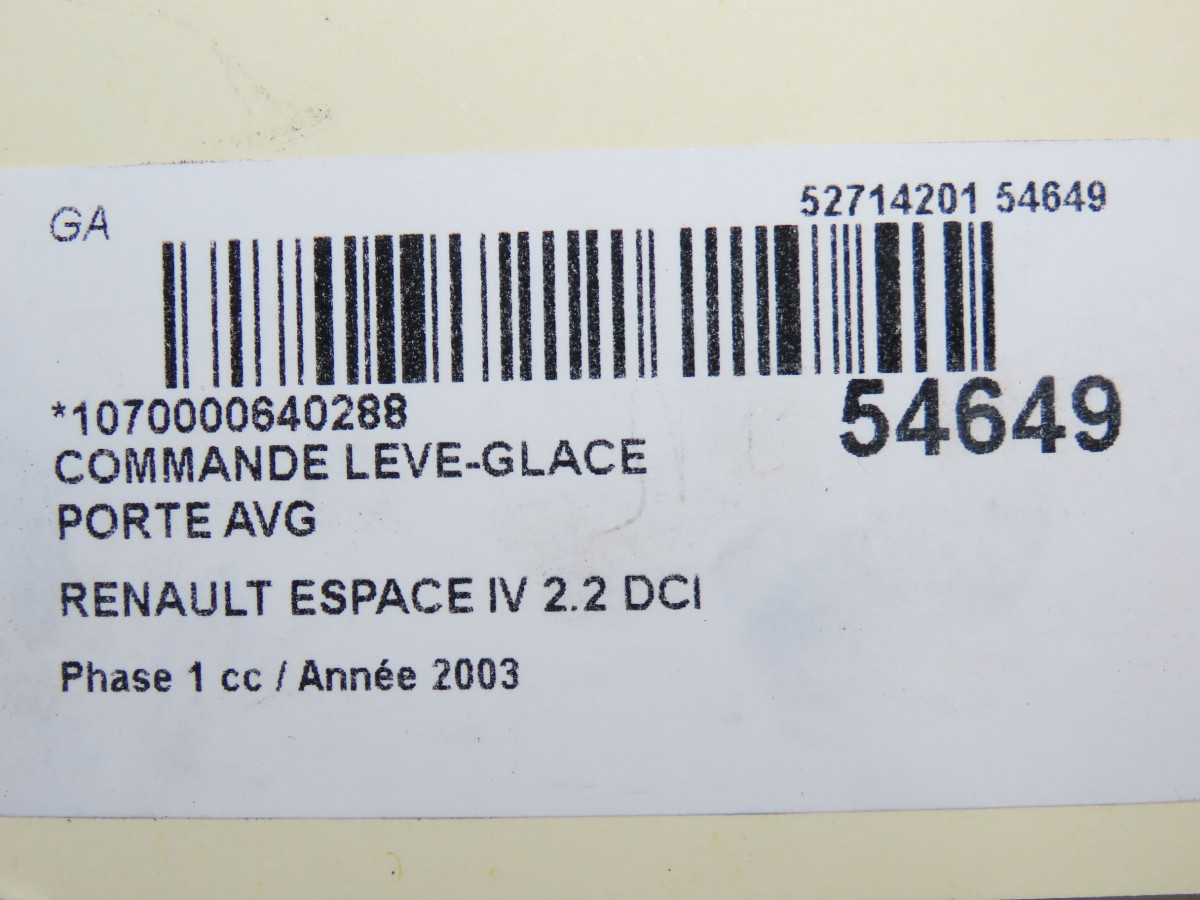 GA
52714201 54649
*1070000640288
54649
COMMANDE LEVE-GLACE
PORTE AVG
RENAULT ESPACE IV 2.2 DCI
Phase 1 cc / Année 2003